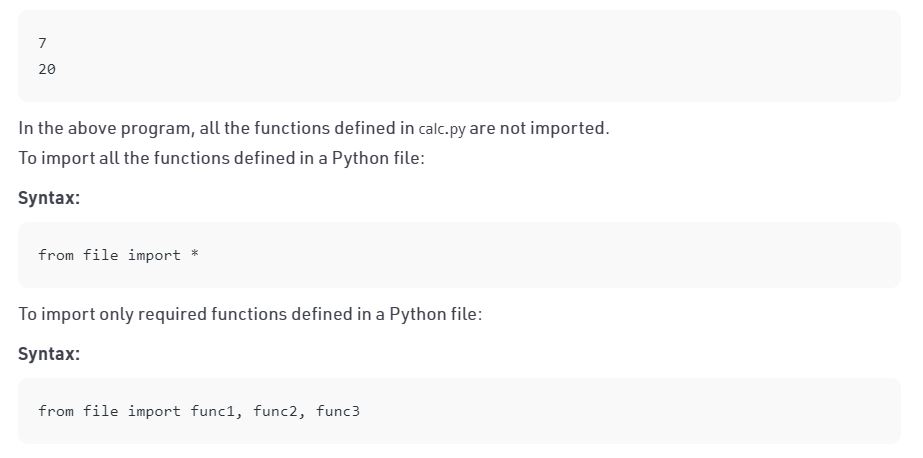 7
20
In the above program, all the functions defined in calc.py are not imported.
To import all the functions defined in a Python file:
Syntax:
from file import *
To import only required functions defined in a Python file:
Syntax:
from file import func1, func2, func3